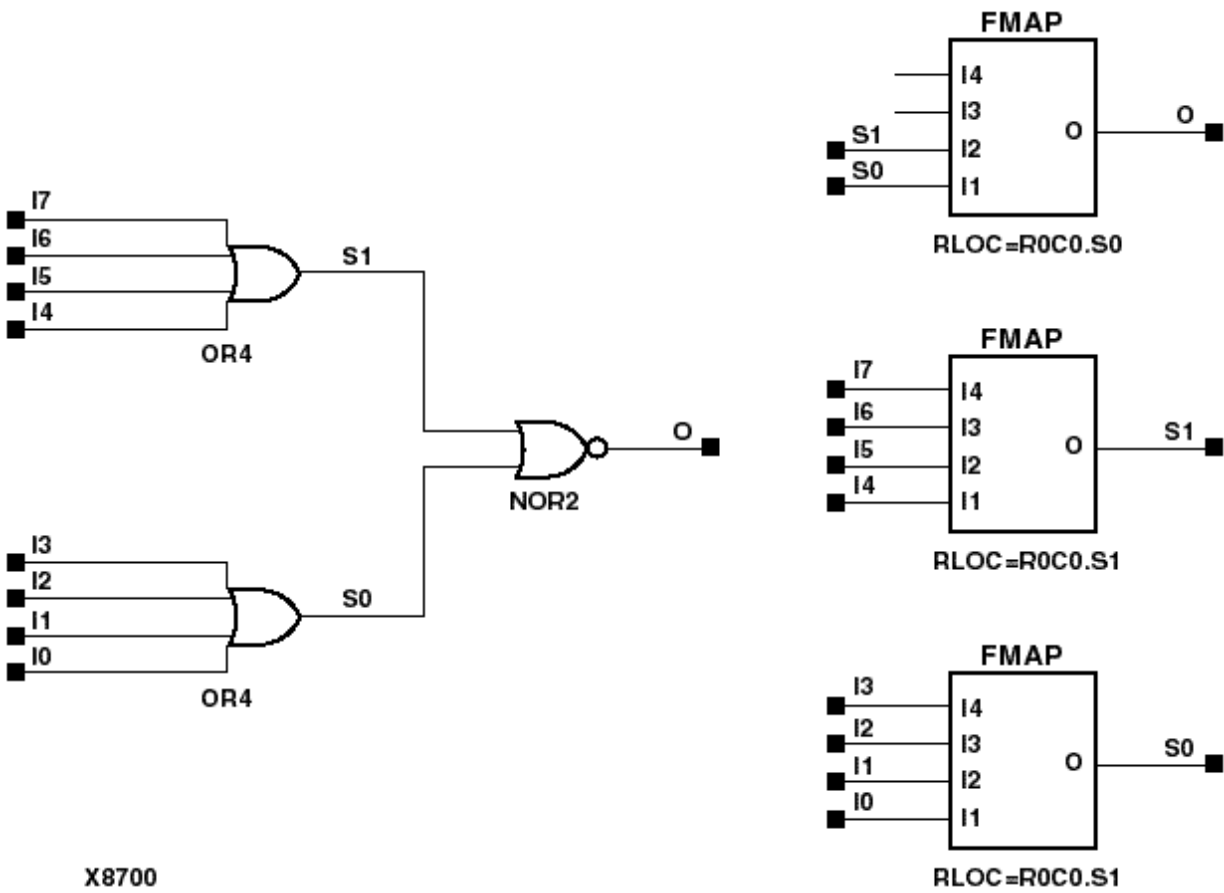 I7
I6
I5
I4
OR4
S1
I3
I2
I1
I0
OR4
S0
NOR2
O
X8700
FMAP
I4
I3
S1 I2
S0 I1
O O
RLOC=R0C0.S0
FMAP
I7 I4
I6 I3
I5 I2
I4 I1
O S1
RLOC=R0C0.S1
FMAP
I3 I4
I2 I3
I1 I2
I0 I1
O S0
RLOC=R0C0.S1